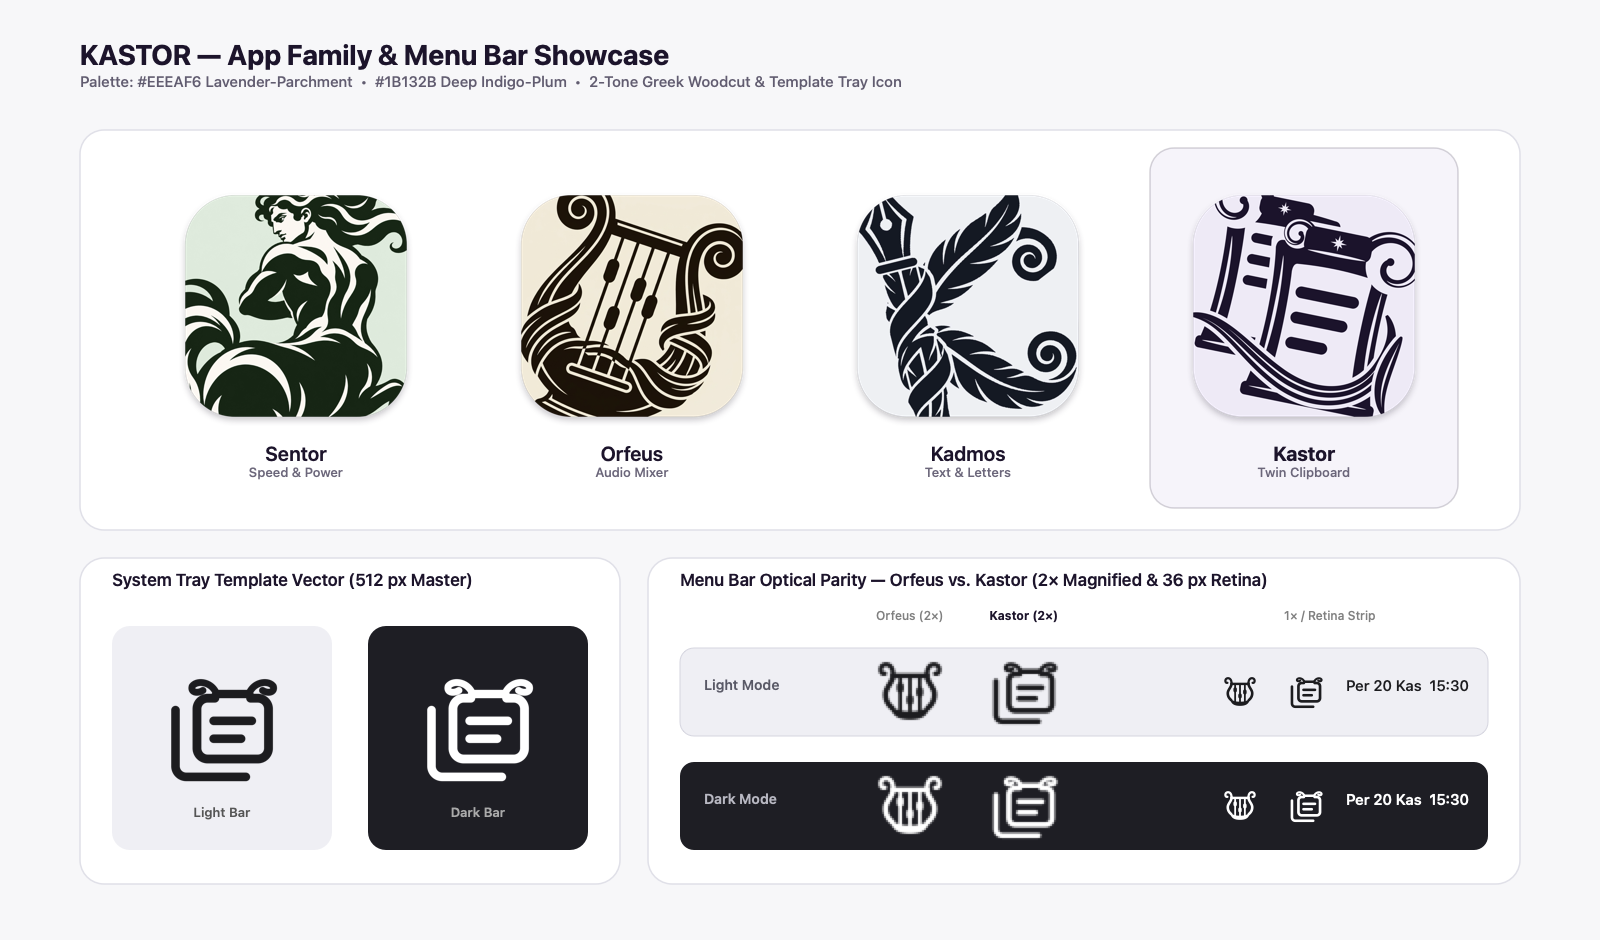 KASTOR — App Family & Menu Bar Showcase
Palette: #EEEAF6 Lavender-Parchment • #1B132B Deep Indigo-Plum • 2-Tone Greek Woodcut & Template Tray Icon
Sentor
Speed & Power
Orfeus
Audio Mixer
Kadmos
Text & Letters
Kastor
Twin Clipboard
System Tray Template Vector (512 px Master)
Light Bar
Dark Bar
Menu Bar Optical Parity — Orfeus vs. Kastor (2× Magnified & 36 px Retina)
Orfeus (2×) Kastor (2×) 1× / Retina Strip
Light Mode Per 20 Kas 15:30
Dark Mode Per 20 Kas 15:30